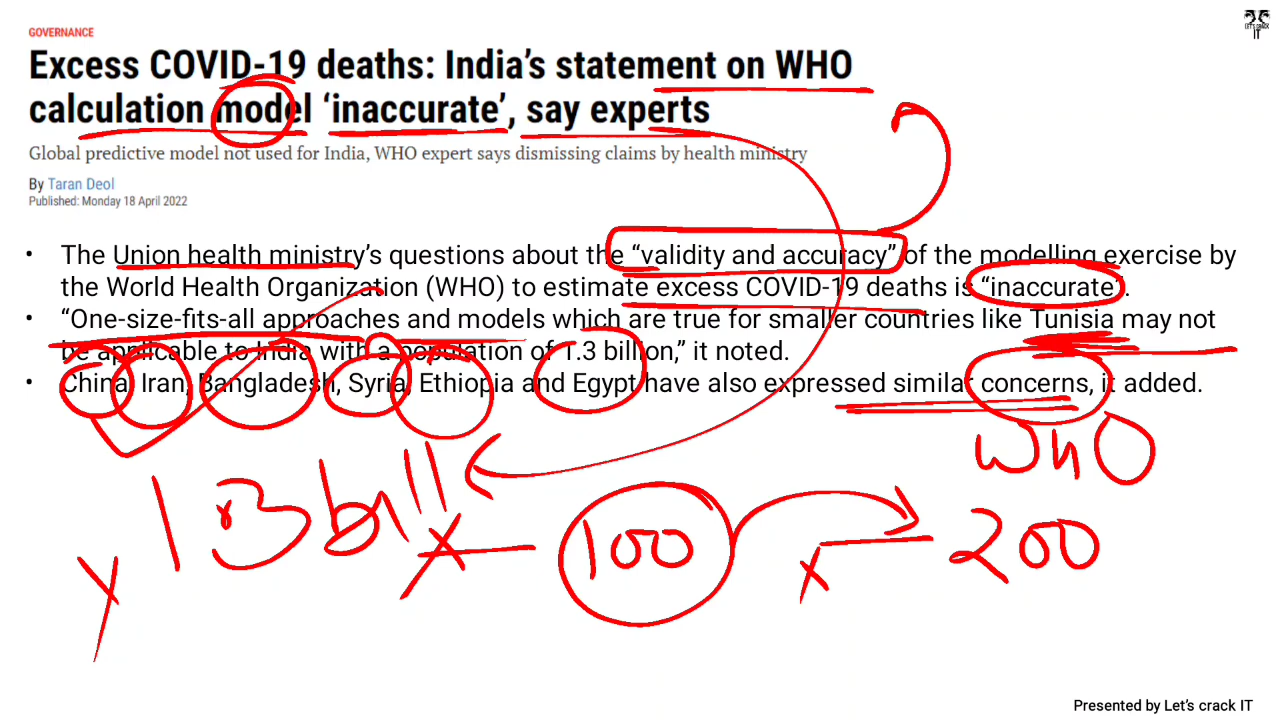 GOVERNANCE
LET'S CRACK
IT
Excess COVID-19 deaths: India's statement on WHO
calculation model 'inaccurate', say experts
Global predictive model not used for India, WHO expert says dismissing claims by health ministry
By Taran Deol
Published: Monday 18 April 2022
• The Union health ministry's questions about the “validity and accuracy” of the modelling exercise by
the World Health Organization (WHO) to estimate excess COVID-19 deaths is “inaccurate”.
• “One-size-fits-all approaches and models which are true for smaller countries like Tunisia may not
be applicable to India with a population of 1.3 billion,” it noted.
• China, Iran, Bangladesh, Syria, Ethiopia and Egypt have also expressed similar concerns, it added.
WHO
1 3 bill
x 100 x 200
y
Presented by Let's crack IT